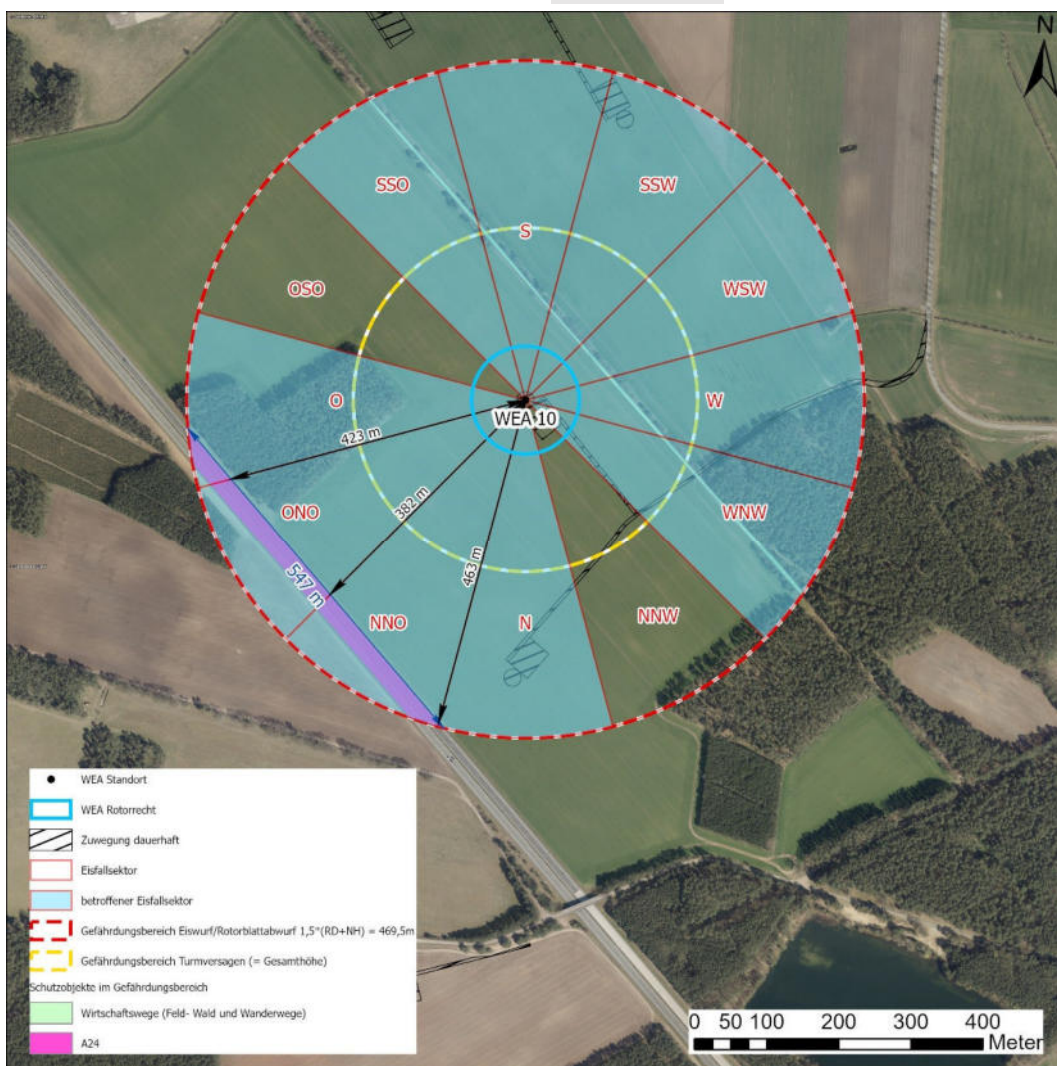 N
SSO
SSW
S
OSO
WSW
O
W
WEA 10
423 m
382 m
ONO
WNW
463 m
547 m
NNO
N
NNW
WEA Standort
WEA Rotorrecht
Zuwegung dauerhaft
Eisfallsektor
betroffener Eisfallsektor
Gefährdungsbereich Eiswurf/Rotorblattabwurf 1,5*(RD+NH) = 469,5m
Gefährdungsbereich Turmversagen (= Gesamthöhe)
Schutzobjekte im Gefährdungsbereich
Wirtschaftswege (Feld- Wald und Wanderwege)
A24
0 50 100 200 300 400
Meter